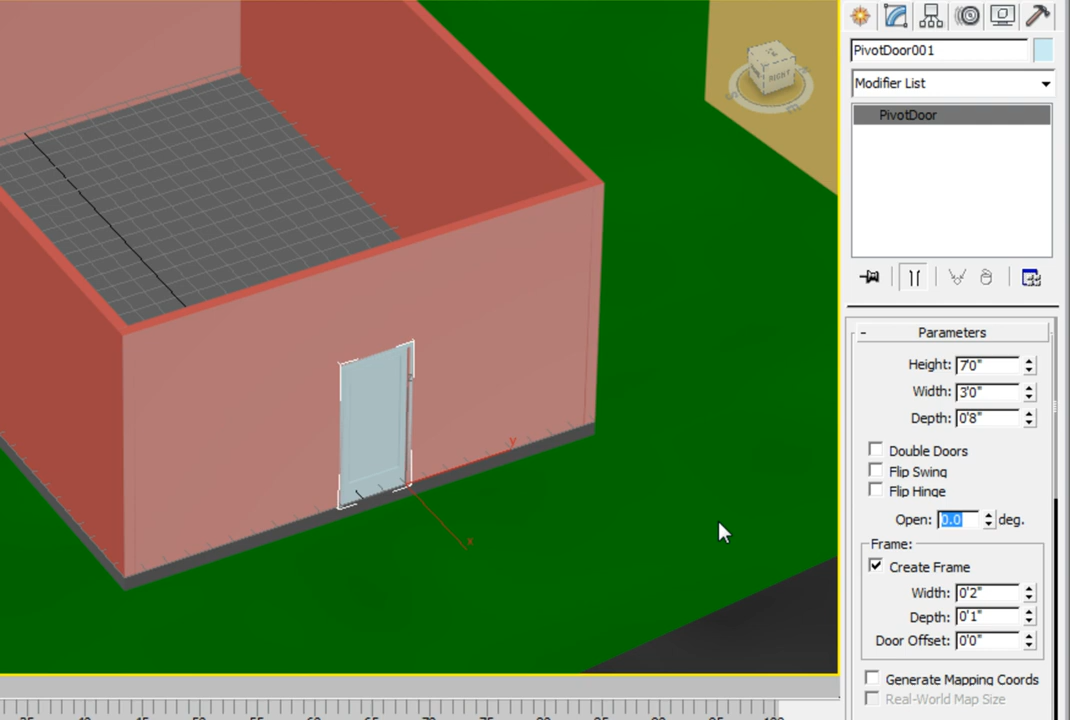 PivotDoor001
Modifier List
PivotDoor
RIGHT
- Parameters
Height: 7'0"
Width: 3'0"
Depth: 0'8"
Double Doors
Flip Swing
Flip Hinge
Open: 0.0 deg.
Frame:
Create Frame
Width: 0'2"
Depth: 0'1"
Door Offset: 0'0"
Generate Mapping Coords
Real-World Map Size
y
x